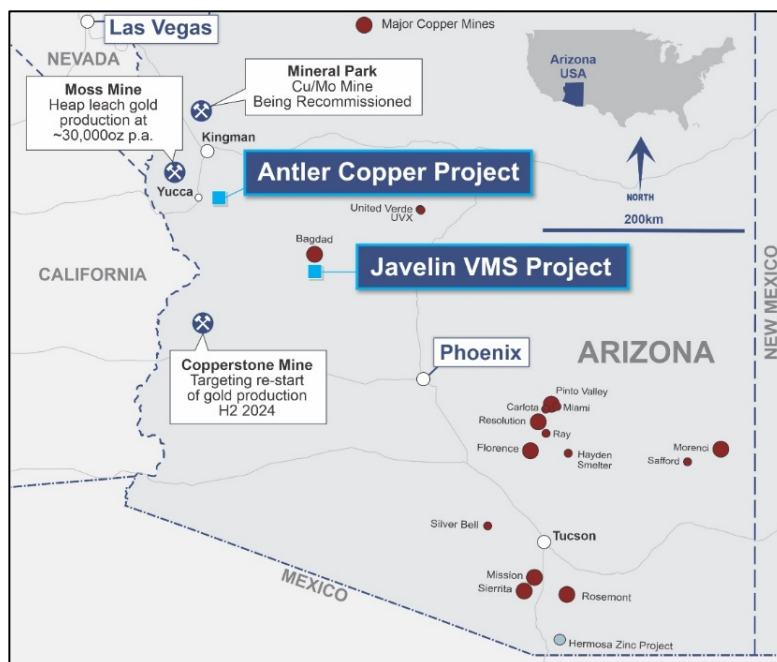 Las Vegas
Major Copper Mines
NEVADA
Arizona
USA
Moss Mine
Heap leach gold
production at
~30,000oz p.a.
Mineral Park
Cu/Mo Mine
Being Recommissioned
Kingman
NORTH
Antler Copper Project
Yucca
200km
United Verde
UVX
Bagdad
Javelin VMS Project
CALIFORNIA
NEW MEXICO
Copperstone Mine
Targeting re-start
of gold production
H2 2024
Phoenix
ARIZONA
Pinto Valley
Carlota
Miami
Resolution
Ray
Florence
Hayden
Smelter
Morenci
Safford
Silver Bell
Tucson
MEXICO
Mission
Sierrita
Rosemont
Hermosa Zinc Project